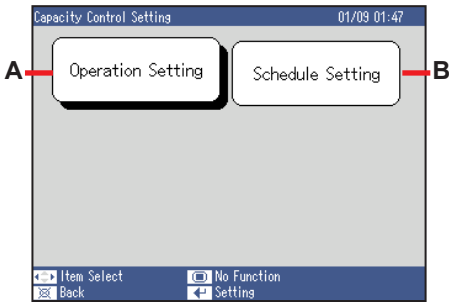 Capacity Control Setting 01/09 01:47
A Operation Setting Schedule Setting B
Item Select No Function
Back Setting